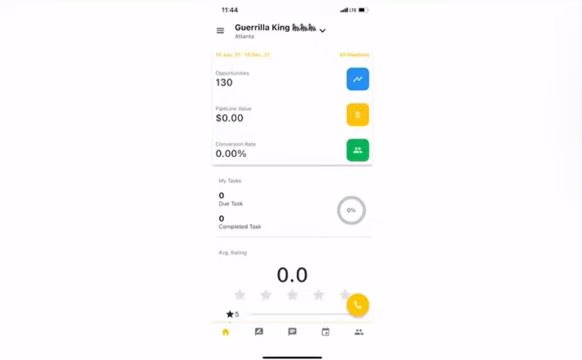 11:44
LTE
Guerrilla King
Atlanta
Opportunities
130
PipeLine Value
$0.00
Conversion Rate
0.00%
My Tasks
0
Due Task
0%
0
Completed Task
Avg. Rating
0.0
5